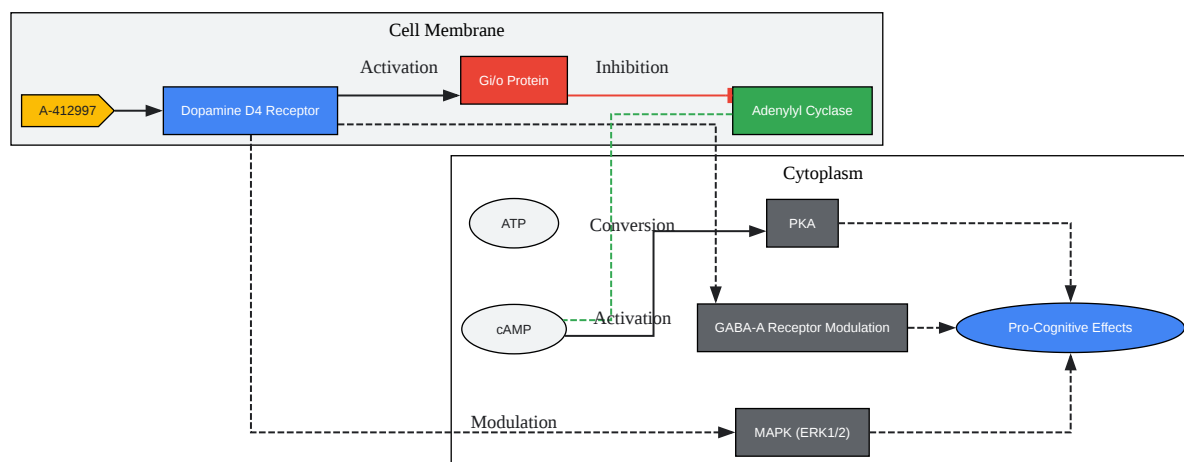 Cell Membrane
Activation
Inhibition
A-412997
Dopamine D4 Receptor
Gi/o Protein
Adenylyl Cyclase
Cytoplasm
ATP
Conversion
PKA
cAMP
Activation
GABA-A Receptor Modulation
Pro-Cognitive Effects
Modulation
MAPK (ERK1/2)